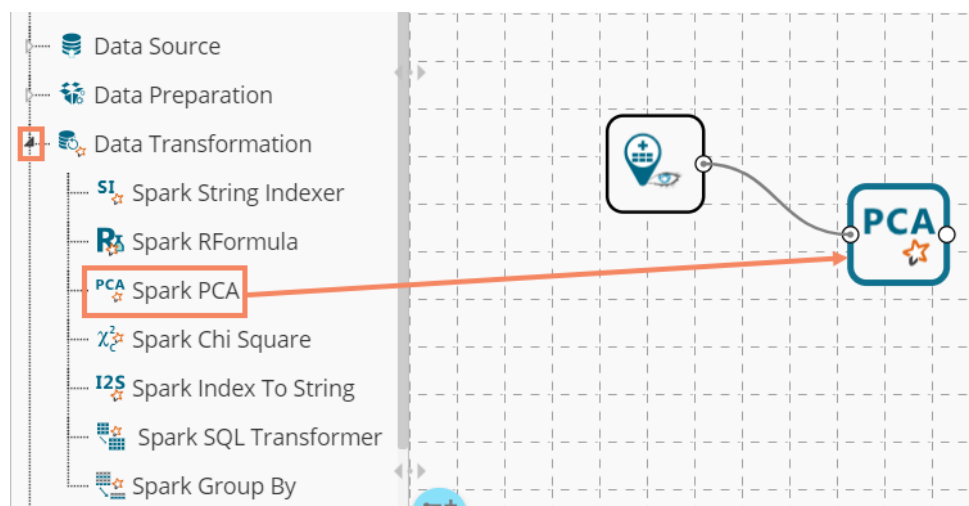 Data Source
Data Preparation
Data Transformation
SI Spark String Indexer
R Spark RFormula
PCA Spark PCA
PCA
χ²c Spark Chi Square
I2S Spark Index To String
Spark SQL Transformer
Spark Group By